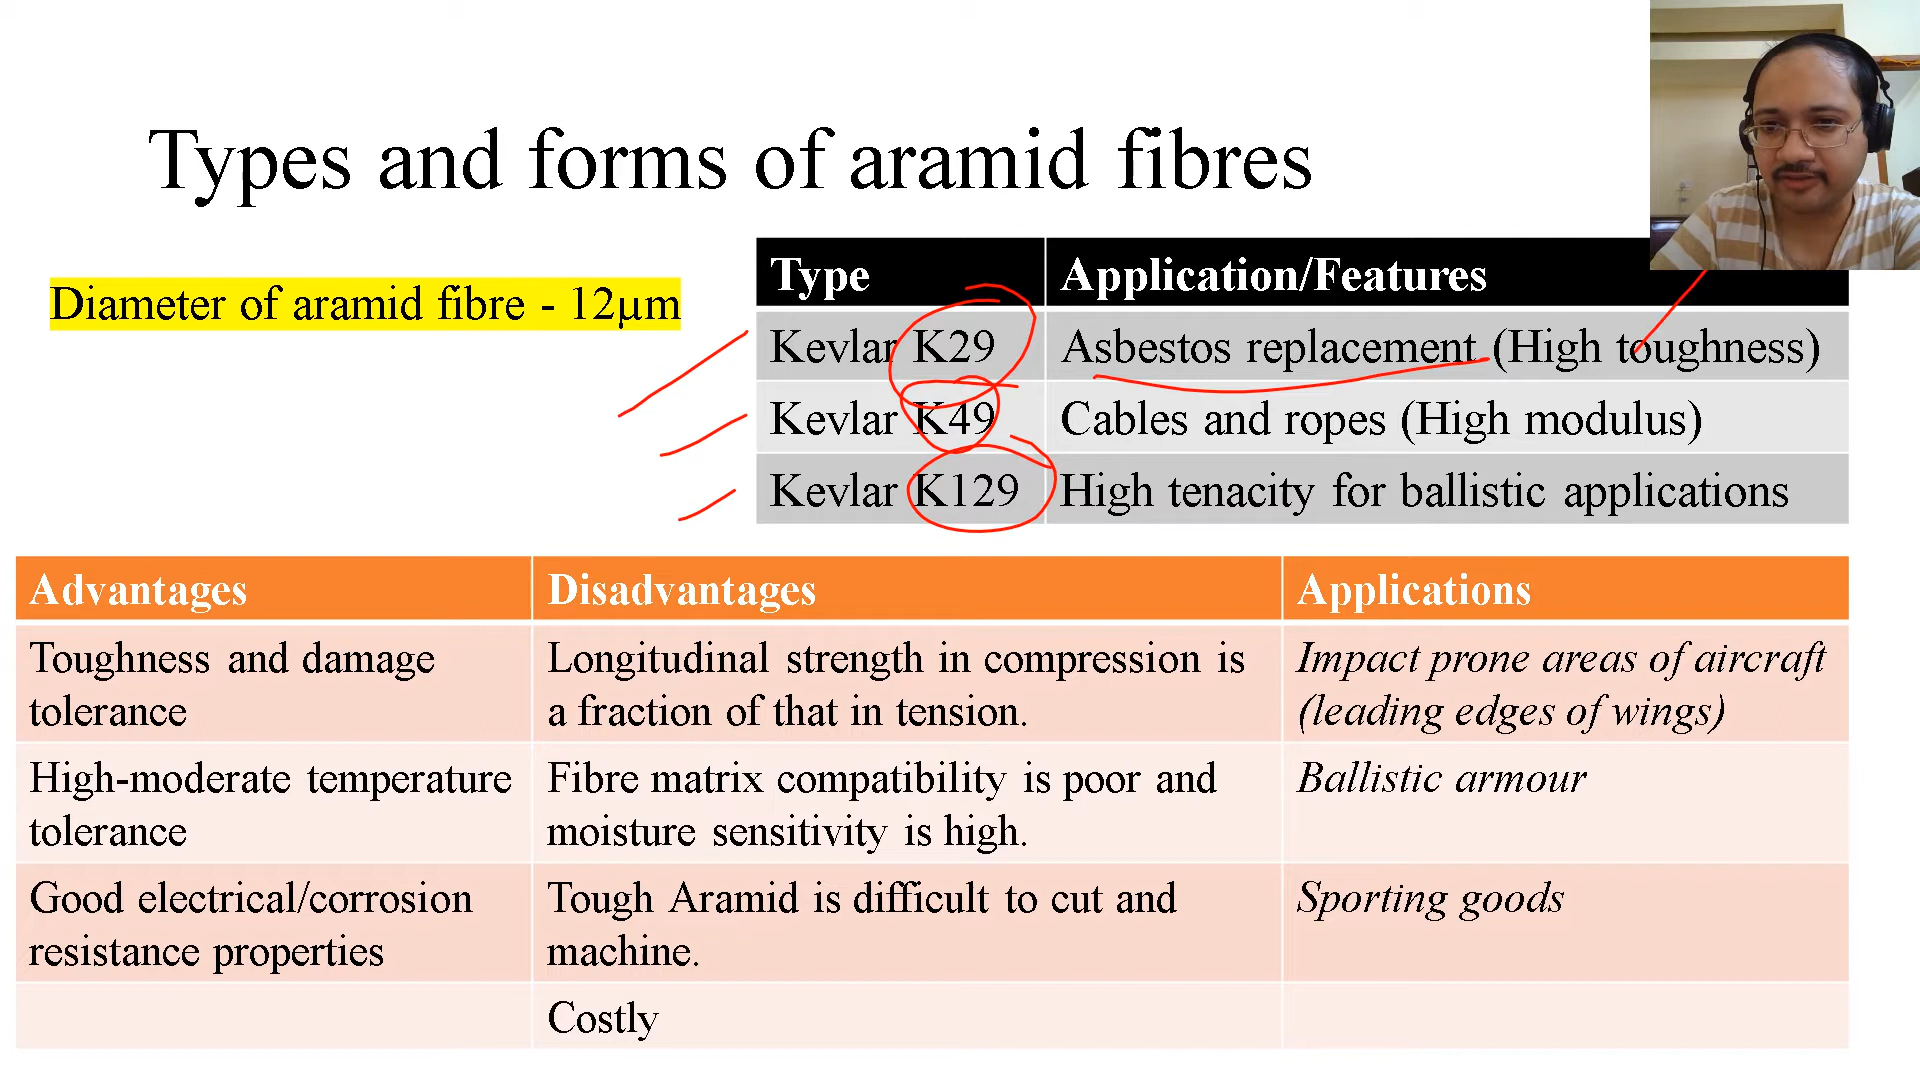 Types and forms of aramid fibres
Diameter of aramid fibre - 12µm
Type Application/Features
Kevlar K29 Asbestos replacement (High toughness)
Kevlar K49 Cables and ropes (High modulus)
Kevlar K129 High tenacity for ballistic applications
Advantages Disadvantages Applications
Toughness and damage
tolerance
Longitudinal strength in compression is
a fraction of that in tension.
Impact prone areas of aircraft
(leading edges of wings)
High-moderate temperature
tolerance
Fibre matrix compatibility is poor and
moisture sensitivity is high.
Ballistic armour
Good electrical/corrosion
resistance properties
Tough Aramid is difficult to cut and
machine.
Sporting goods
Costly